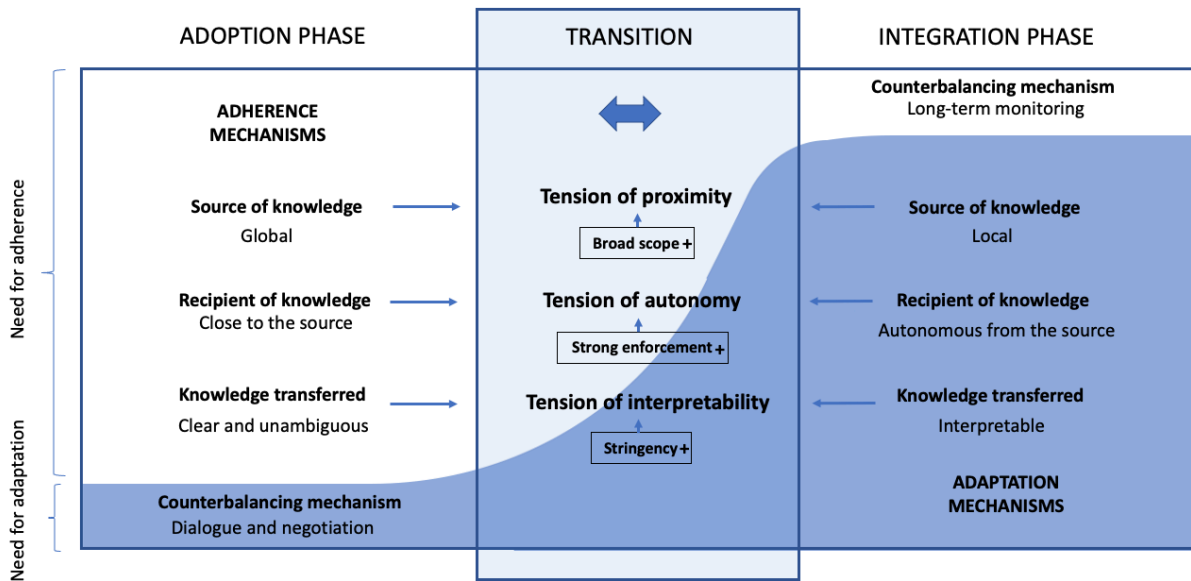 ADOPTION PHASE
TRANSITION
INTEGRATION PHASE
Need for adherence
Need for adaptation
ADHERENCE
MECHANISMS
Source of knowledge
Global
Recipient of knowledge
Close to the source
Knowledge transferred
Clear and unambiguous
Counterbalancing mechanism
Dialogue and negotiation
Tension of proximity
Broad scope +
Tension of autonomy
Strong enforcement +
Tension of interpretability
Stringency +
Counterbalancing mechanism
Long-term monitoring
Source of knowledge
Local
Recipient of knowledge
Autonomous from the source
Knowledge transferred
Interpretable
ADAPTATION
MECHANISMS